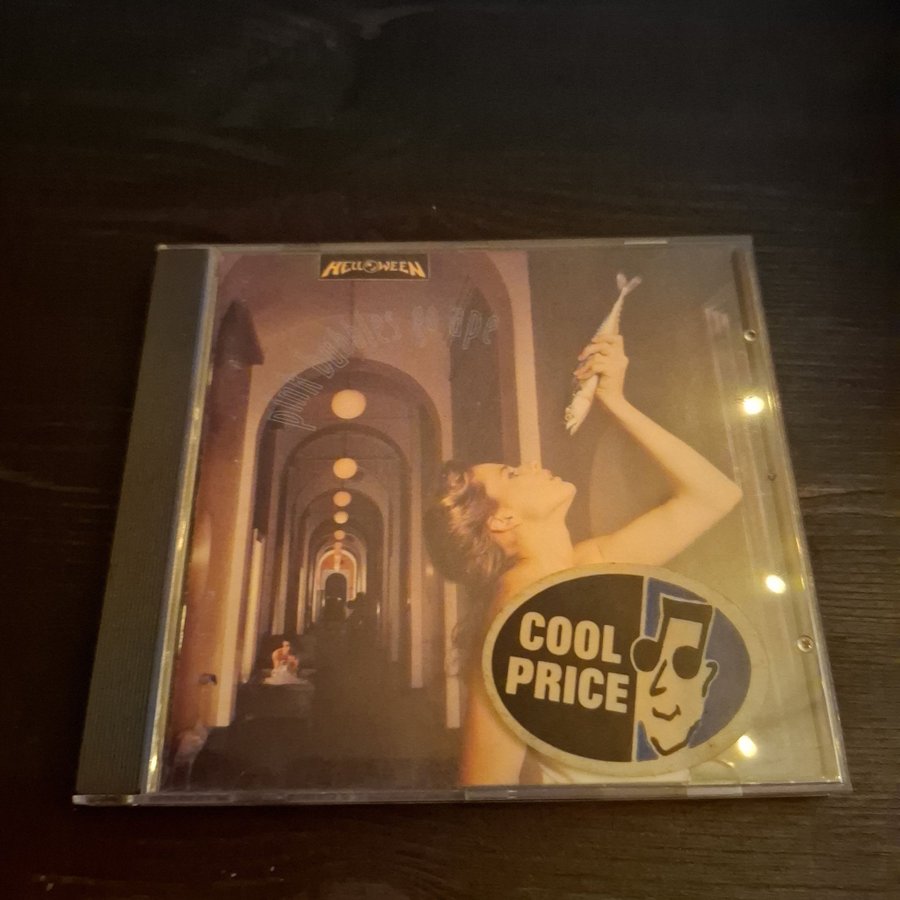 HELLOWEEN
pink bubbles go ape
COOL
PRICE